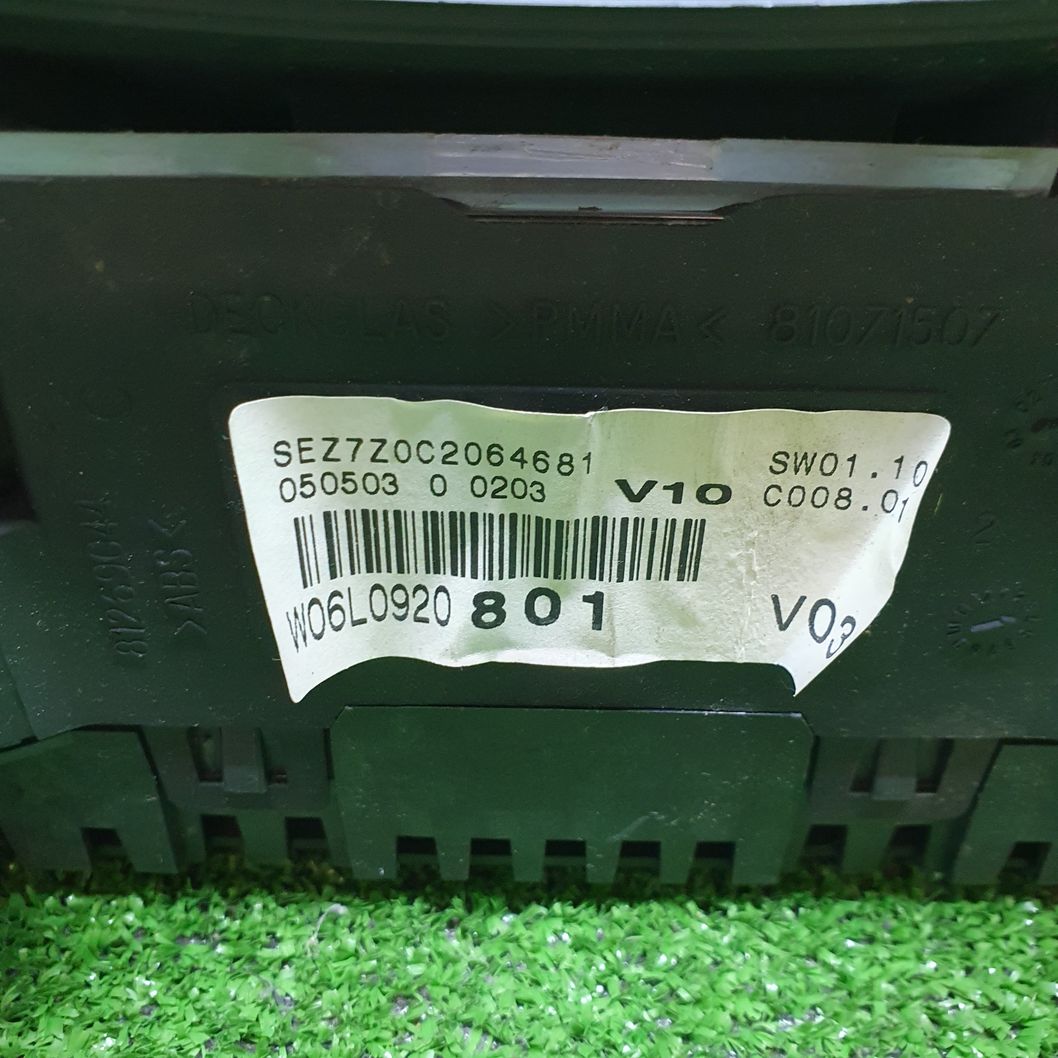 DECKGLAS >PMMA< 81071507
C
SEZ7Z0C2064681
SW01.10
050503 0 0203
V10
C008.01
W06L0920 801
V03
>ABS<